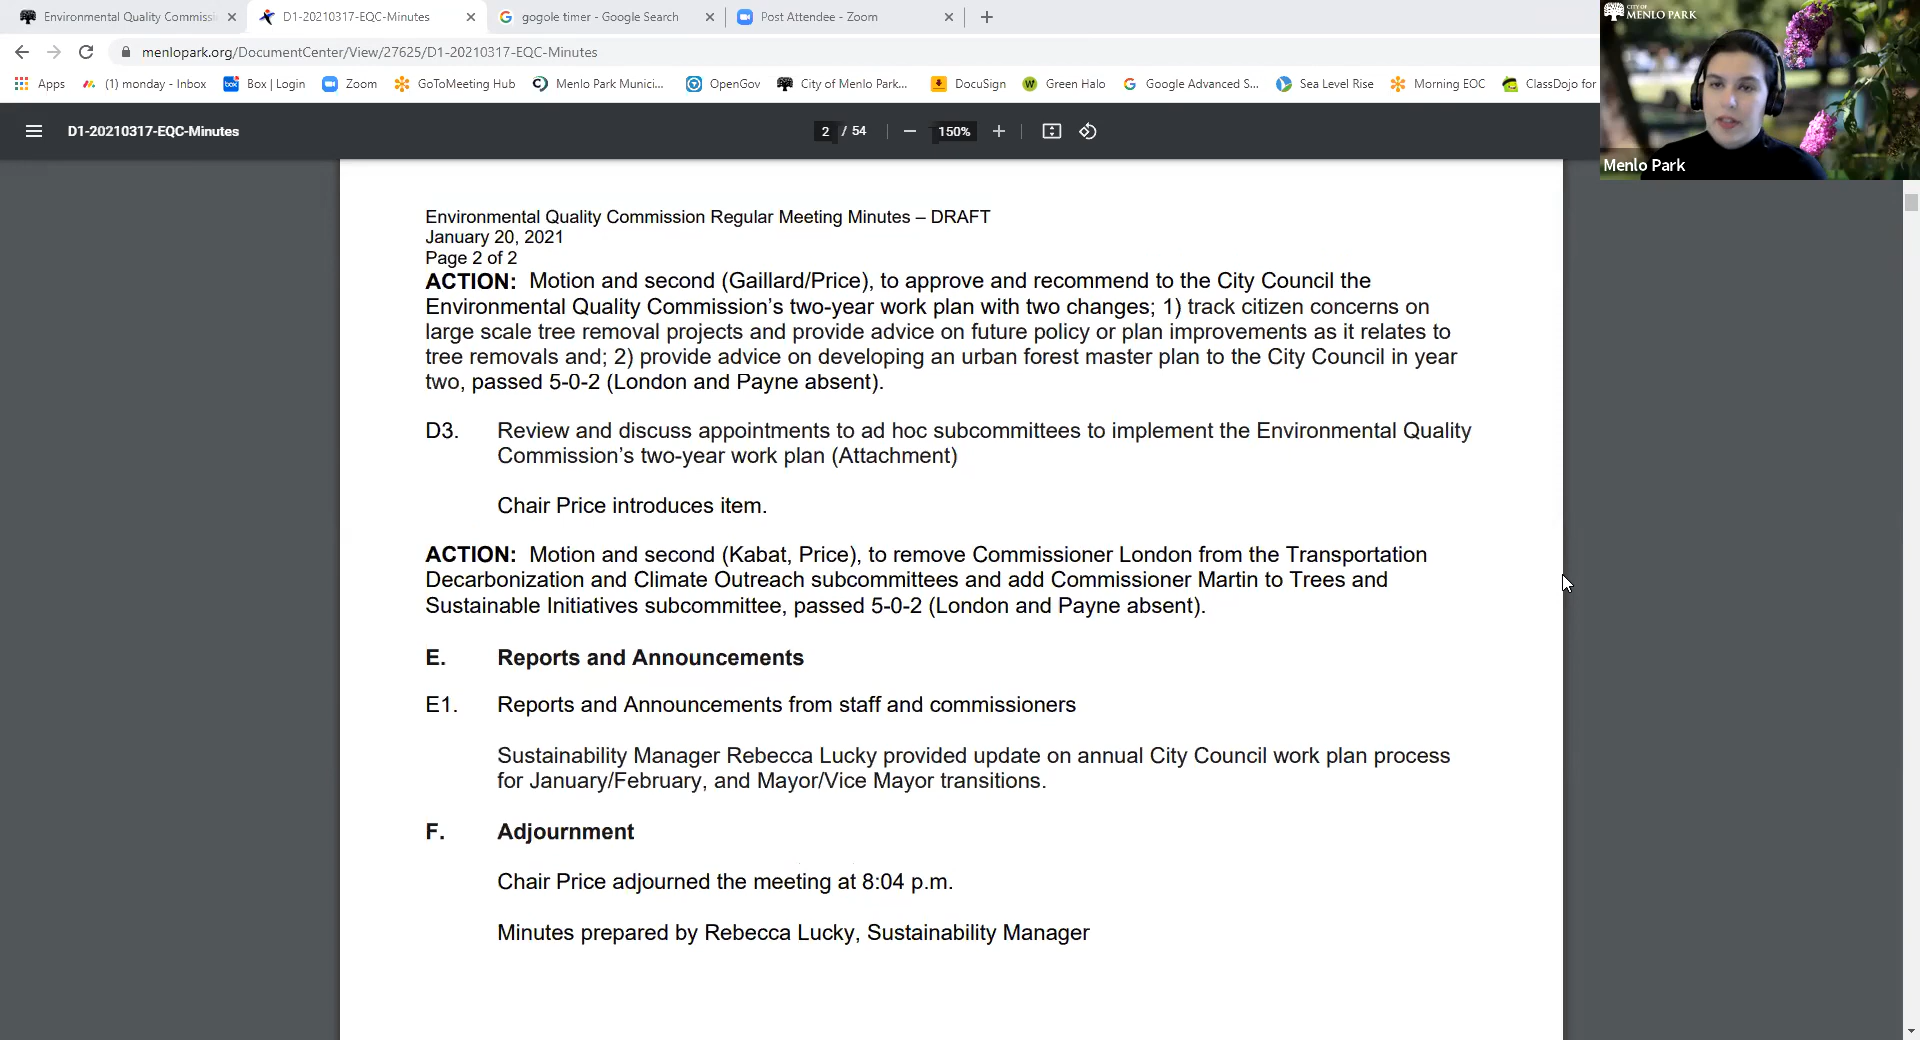 Environmental Quality Commissi
D1-20210317-EQC-Minutes
gogole timer - Google Search
Post Attendee - Zoom
menlopark.org/DocumentCenter/View/27625/D1-20210317-EQC-Minutes
Apps
(1) monday - Inbox
Box | Login
Zoom
GoToMeeting Hub
Menlo Park Munici...
OpenGov
City of Menlo Park...
DocuSign
Green Halo
Google Advanced S...
Sea Level Rise
Morning EOC
ClassDojo for
CITY OF
MENLO PARK
Menlo Park
D1-20210317-EQC-Minutes
2 / 54
150%
Environmental Quality Commission Regular Meeting Minutes – DRAFT
January 20, 2021
Page 2 of 2
ACTION: Motion and second (Gaillard/Price), to approve and recommend to the City Council the
Environmental Quality Commission's two-year work plan with two changes; 1) track citizen concerns on
large scale tree removal projects and provide advice on future policy or plan improvements as it relates to
tree removals and; 2) provide advice on developing an urban forest master plan to the City Council in year
two, passed 5-0-2 (London and Payne absent).
D3. Review and discuss appointments to ad hoc subcommittees to implement the Environmental Quality
Commission's two-year work plan (Attachment)
Chair Price introduces item.
ACTION: Motion and second (Kabat, Price), to remove Commissioner London from the Transportation
Decarbonization and Climate Outreach subcommittees and add Commissioner Martin to Trees and
Sustainable Initiatives subcommittee, passed 5-0-2 (London and Payne absent).
E. Reports and Announcements
E1. Reports and Announcements from staff and commissioners
Sustainability Manager Rebecca Lucky provided update on annual City Council work plan process
for January/February, and Mayor/Vice Mayor transitions.
F. Adjournment
Chair Price adjourned the meeting at 8:04 p.m.
Minutes prepared by Rebecca Lucky, Sustainability Manager